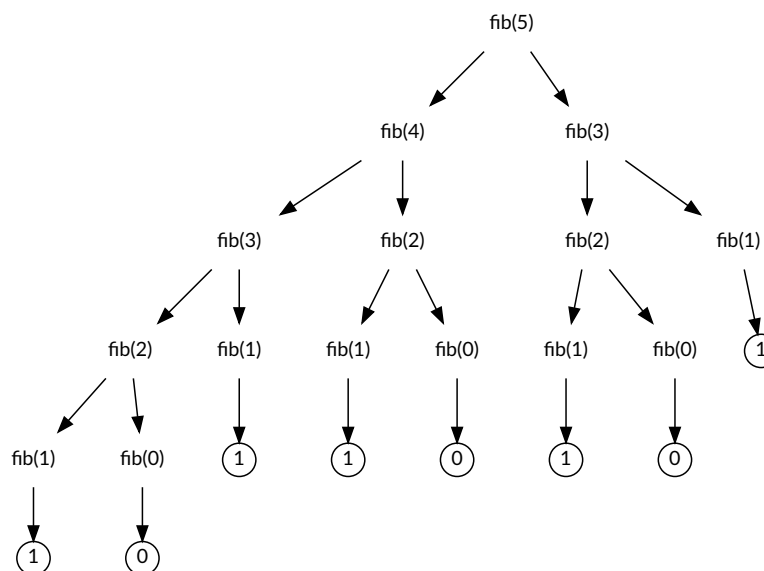 fib(5)
fib(4) fib(3)
fib(3) fib(2) fib(2) fib(1)
fib(2) fib(1) fib(1) fib(0) fib(1) fib(0) 1
fib(1) fib(0) 1 1 0 1 0
1 0